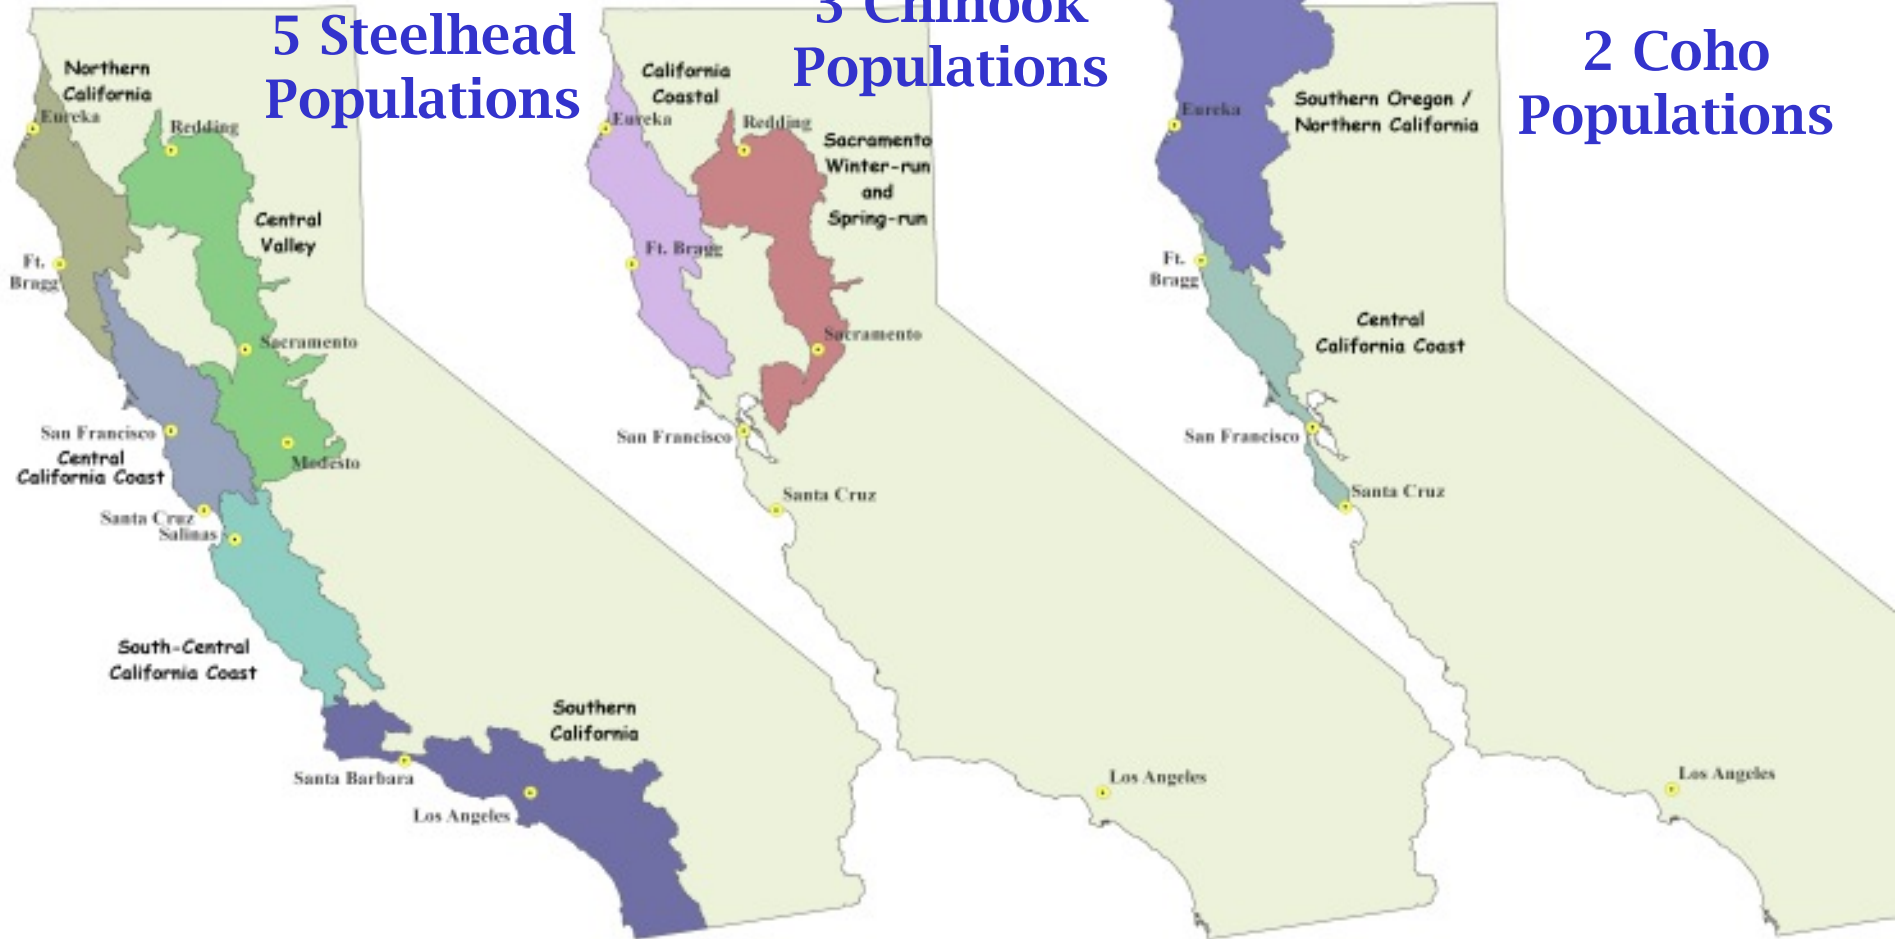 5 Steelhead
Populations
Northern
California
Eureka
Redding
Central
Valley
Ft.
Bragg
Sacramento
San Francisco
Central
California Coast
Modesto
Santa Cruz
Salinas
South-Central
California Coast
Southern
California
Santa Barbara
Los Angeles
3 Chinook
Populations
California
Coastal
Eureka
Redding
Sacramento
Winter-run
and
Spring-run
Ft. Bragg
Sacramento
San Francisco
Santa Cruz
Los Angeles
2 Coho
Populations
Southern Oregon /
Northern California
Eureka
Ft.
Bragg
Central
California Coast
San Francisco
Santa Cruz
Los Angeles